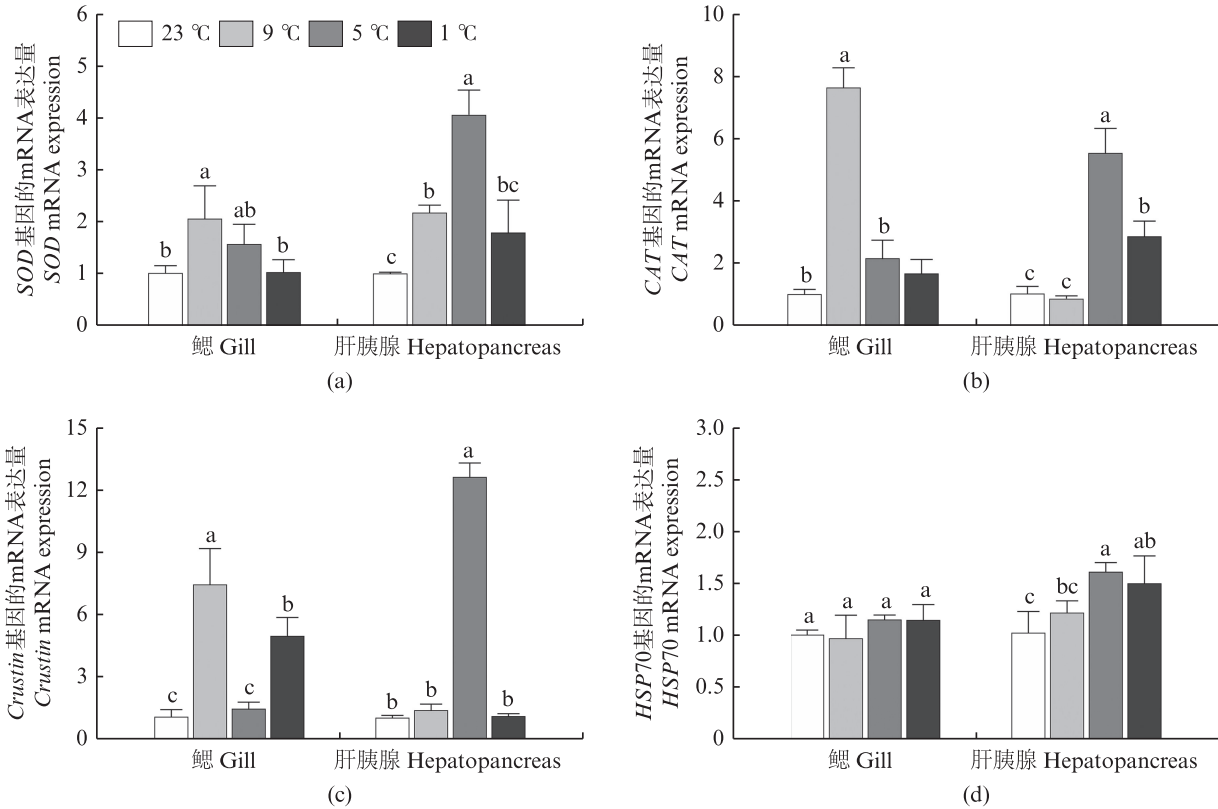 SOD基因的mRNA表达量
SOD mRNA expression
6
5
4
3
2
1
0
23 ℃ 9 ℃ 5 ℃ 1 ℃
b a ab b c b a bc
鳃 Gill 肝胰腺 Hepatopancreas
(a)
CAT基因的mRNA表达量
CAT mRNA expression
10
8
6
4
2
0
b a b c c a b
鳃 Gill 肝胰腺 Hepatopancreas
(b)
Crustin基因的mRNA表达量
Crustin mRNA expression
15
12
9
6
3
0
c a c b b b a b
鳃 Gill 肝胰腺 Hepatopancreas
(c)
HSP70基因的mRNA表达量
HSP70 mRNA expression
3.0
2.5
2.0
1.5
1.0
0.5
0
a a a a c bc a ab
鳃 Gill 肝胰腺 Hepatopancreas
(d)